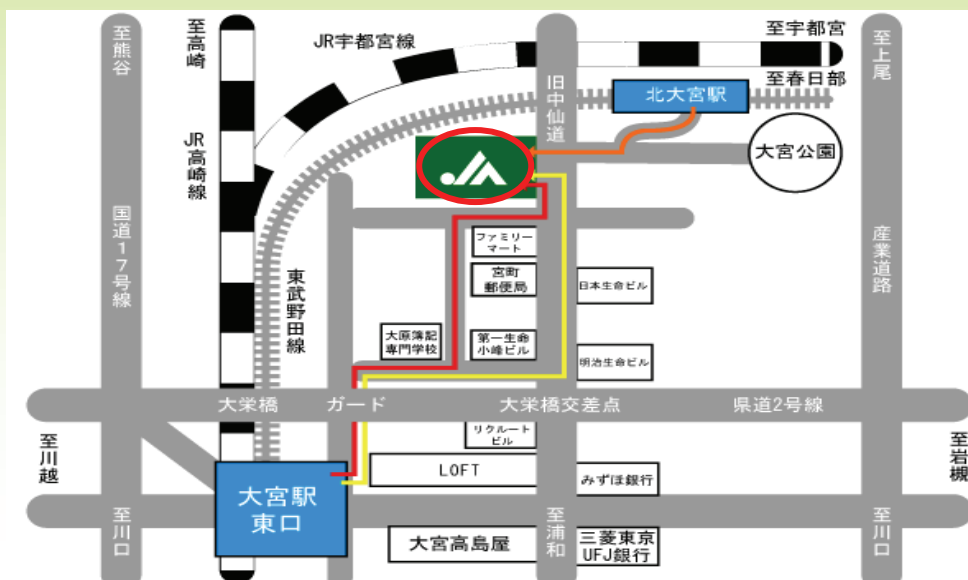 至熊谷
至高崎
JR宇都宮線
至宇都宮
至春日部
至上尾
旧中仙道
北大宮駅
大宮公園
JR高崎線
国道17号線
産業道路
東武野田線
ファミリー
マート
宮町
郵便局
日本生命ビル
大原簿記
専門学校
第一生命
小峰ビル
明治生命ビル
大栄橋
ガード
大栄橋交差点
県道2号線
至川越
リクルート
ビル
LOFT
みずほ銀行
至岩槻
大宮駅
東口
至川口
大宮高島屋
至浦和
三菱東京
UFJ銀行
至川口